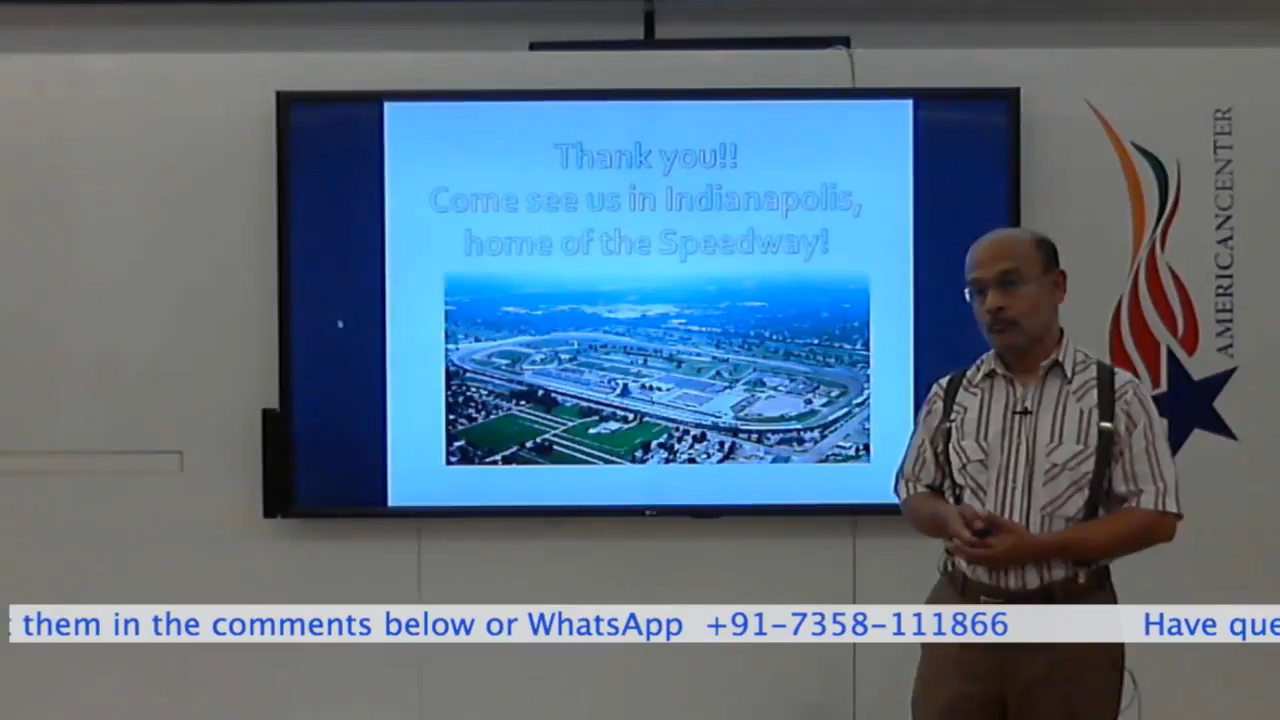 Thank you!!
Come see us in Indianapolis,
home of the Speedway!
AMERICANCENTER
them in the comments below or WhatsApp +91-7358-111866 Have que